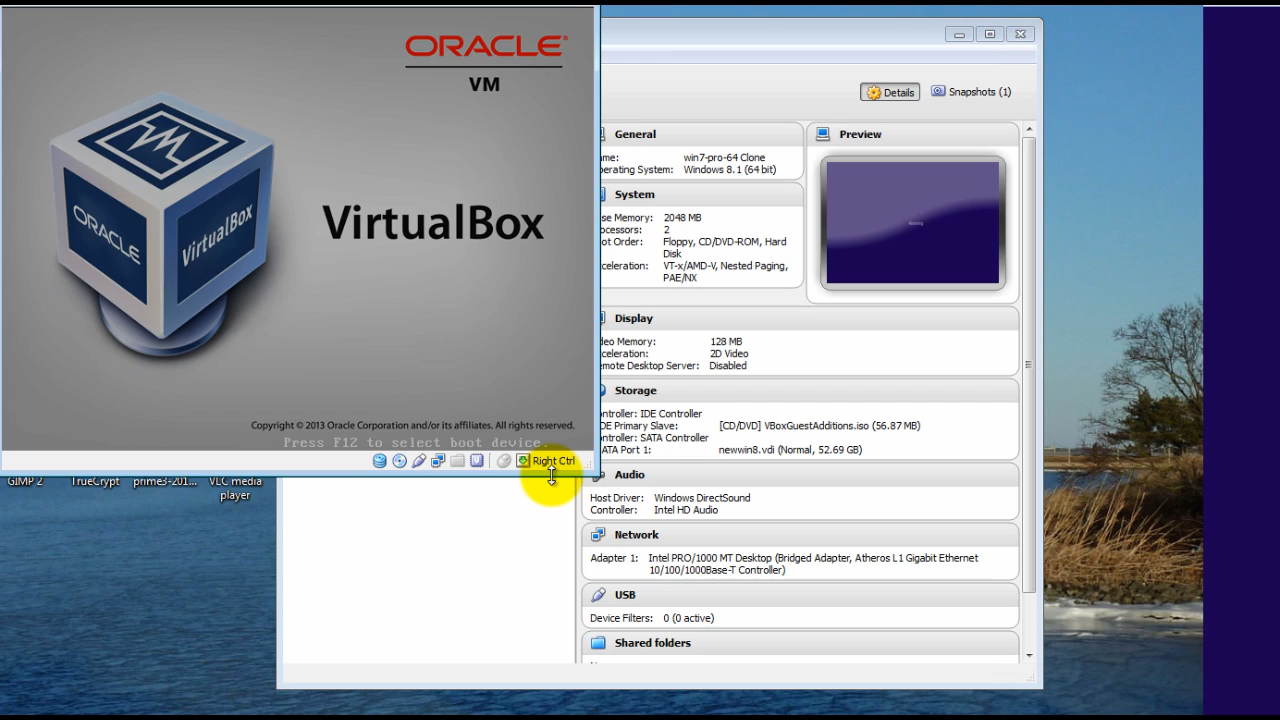 ORACLE®
VM
ORACLE
VirtualBox
VirtualBox
Copyright © 2013 Oracle Corporation and/or its affiliates. All rights reserved.
Press F12 to select boot device.
Right Ctrl
GIMP 2
TrueCrypt
prime3-201...
VLC media
player
Details
Snapshots (1)
General
me: win7-pro-64 Clone
erating System: Windows 8.1 (64 bit)
System
se Memory: 2048 MB
ocessors: 2
ot Order: Floppy, CD/DVD-ROM, Hard
Disk
celeration: VT-x/AMD-V, Nested Paging,
PAE/NX
Preview
Display
deo Memory: 128 MB
celeration: 2D Video
mote Desktop Server: Disabled
Storage
ntroller: IDE Controller
DE Primary Slave: [CD/DVD] VBoxGuestAdditions.iso (56.87 MB)
ntroller: SATA Controller
SATA Port 1: newwin8.vdi (Normal, 52.69 GB)
Audio
Host Driver: Windows DirectSound
Controller: Intel HD Audio
Network
Adapter 1: Intel PRO/1000 MT Desktop (Bridged Adapter, Atheros L1 Gigabit Ethernet
10/100/1000Base-T Controller)
USB
Device Filters: 0 (0 active)
Shared folders